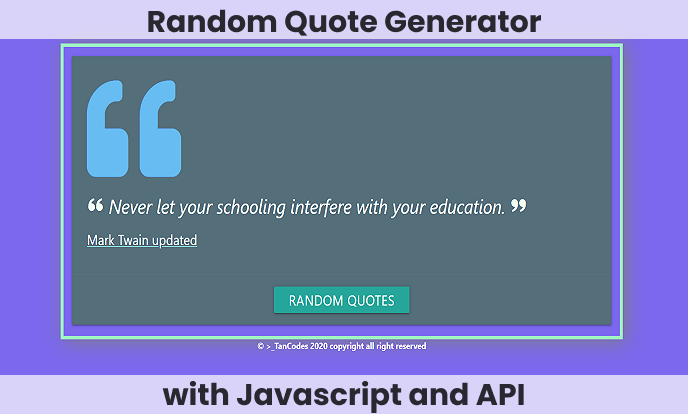 Random Quote Generator
“ Never let your schooling interfere with your education. ”
Mark Twain updated
RANDOM QUOTES
© >_TanCodes 2020 copyright all right reserved
with Javascript and API